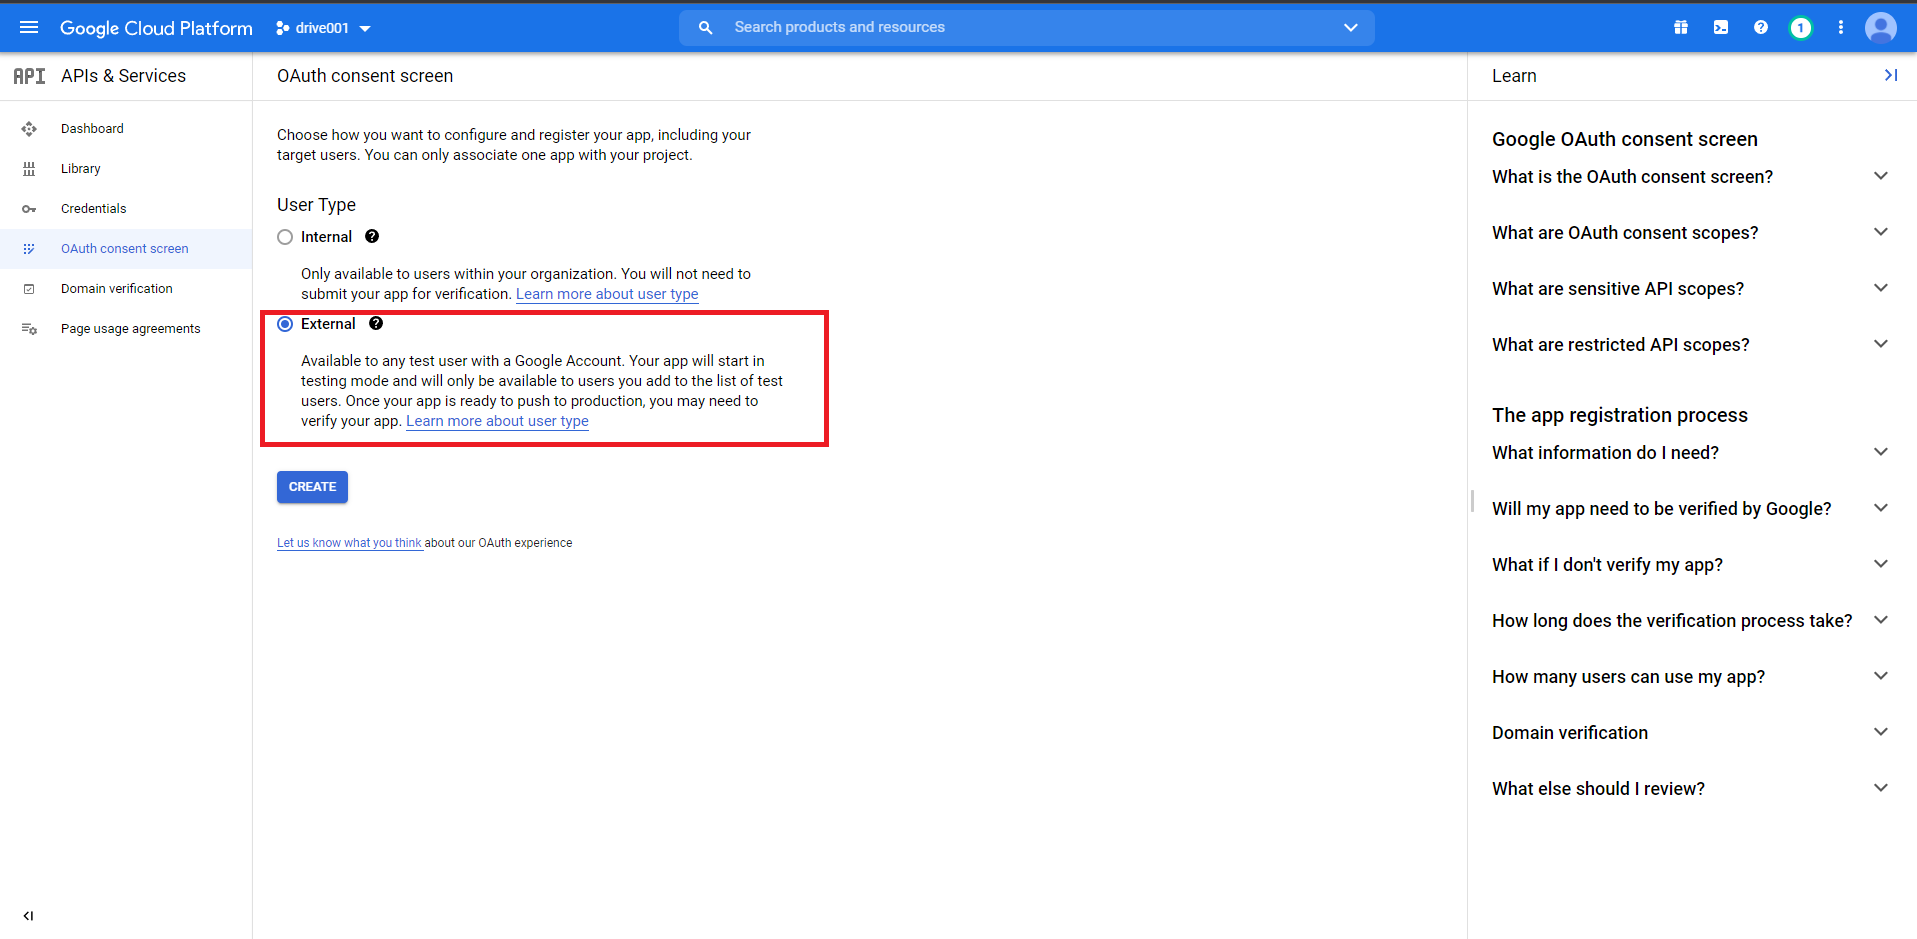 Google Cloud Platform
drive001
Search products and resources
1
API APIs & Services
Dashboard
Library
Credentials
OAuth consent screen
Domain verification
Page usage agreements
OAuth consent screen
Choose how you want to configure and register your app, including your
target users. You can only associate one app with your project.
User Type
Internal
Only available to users within your organization. You will not need to
submit your app for verification. Learn more about user type
External
Available to any test user with a Google Account. Your app will start in
testing mode and will only be available to users you add to the list of test
users. Once your app is ready to push to production, you may need to
verify your app. Learn more about user type
CREATE
Let us know what you think about our OAuth experience
Learn
Google OAuth consent screen
What is the OAuth consent screen?
What are OAuth consent scopes?
What are sensitive API scopes?
What are restricted API scopes?
The app registration process
What information do I need?
Will my app need to be verified by Google?
What if I don't verify my app?
How long does the verification process take?
How many users can use my app?
Domain verification
What else should I review?